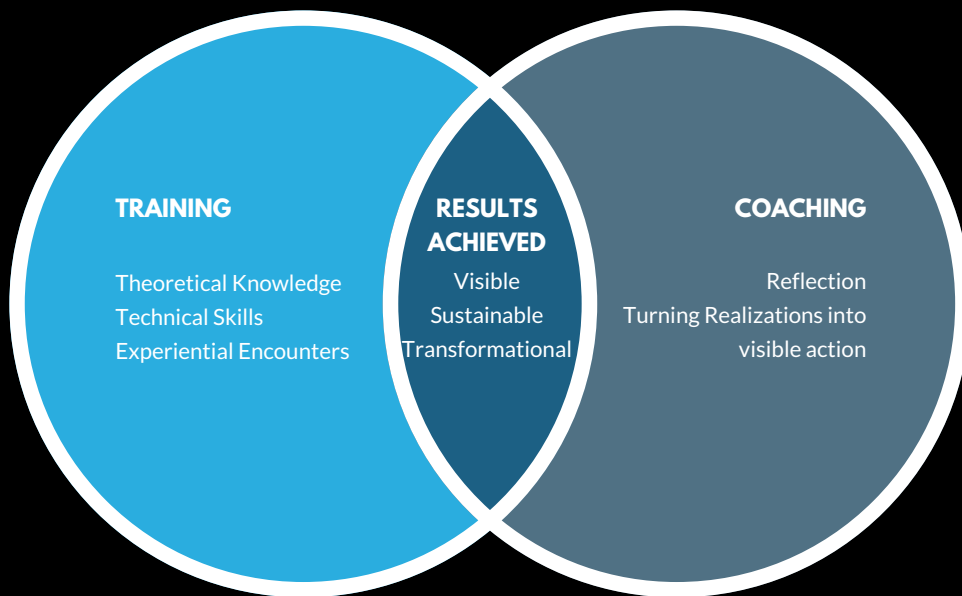 TRAINING
Theoretical Knowledge
Technical Skills
Experiential Encounters
RESULTS
ACHIEVED
Visible
Sustainable
Transformational
COACHING
Reflection
Turning Realizations into
visible action